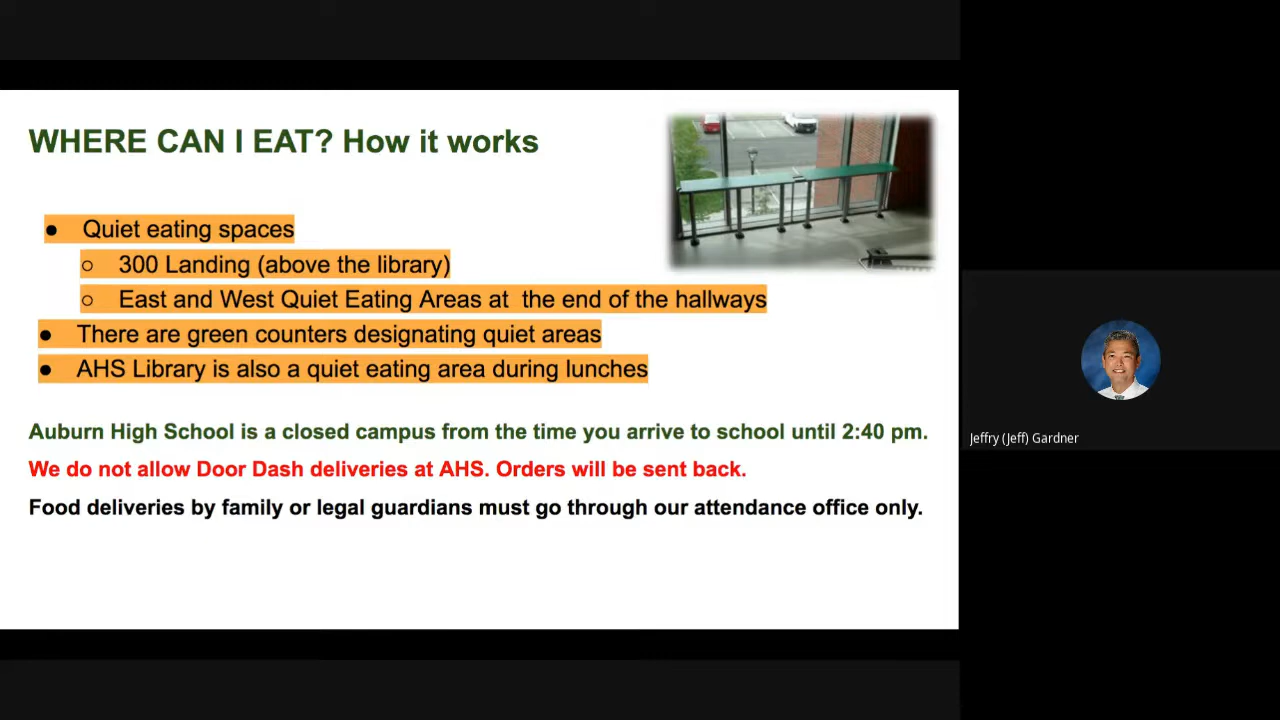 WHERE CAN I EAT? How it works
● Quiet eating spaces
○ 300 Landing (above the library)
○ East and West Quiet Eating Areas at  the end of the hallways
● There are green counters designating quiet areas
● AHS Library is also a quiet eating area during lunches
Auburn High School is a closed campus from the time you arrive to school until 2:40 pm.
We do not allow Door Dash deliveries at AHS. Orders will be sent back.
Food deliveries by family or legal guardians must go through our attendance office only.
Jeffry (Jeff) Gardner